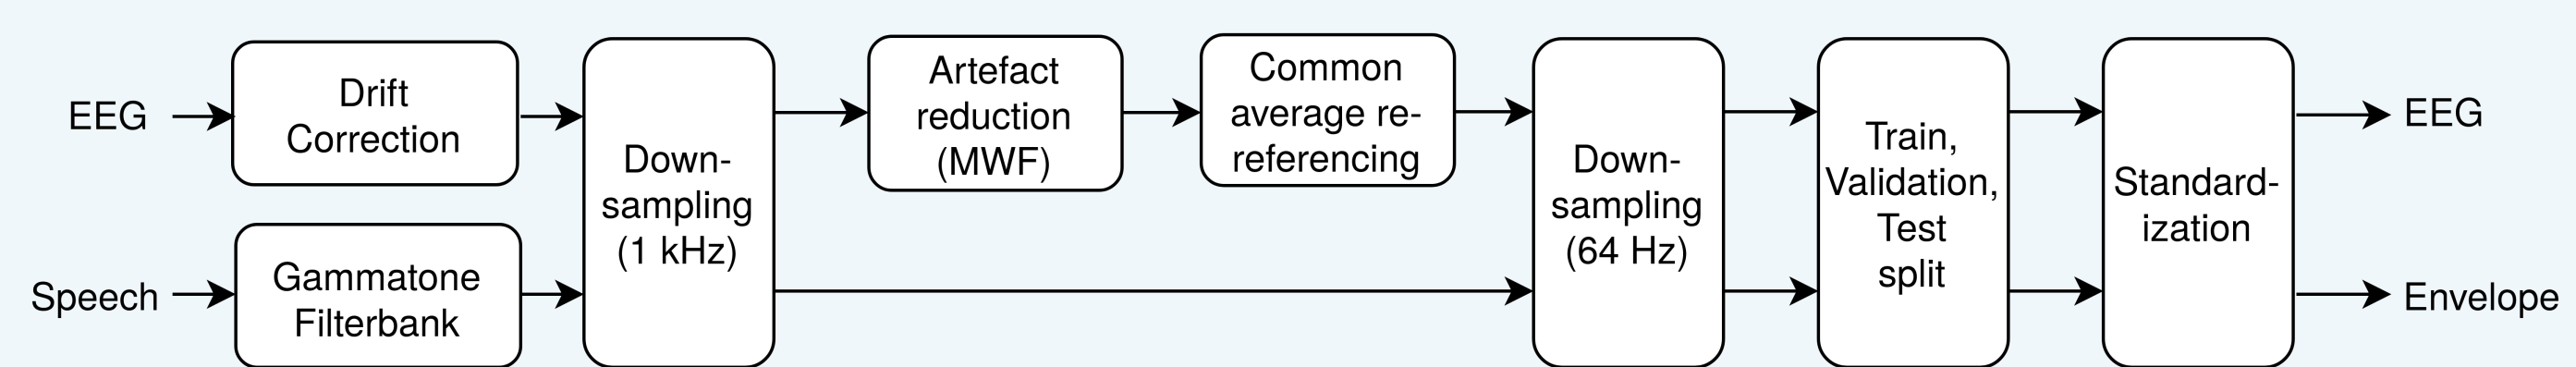 EEG
Drift
Correction
Speech
Gammatone
Filterbank
Down-
sampling
(1 kHz)
Artefact
reduction
(MWF)
Common
average re-
referencing
Down-
sampling
(64 Hz)
Train,
Validation,
Test
split
Standard-
ization
EEG
Envelope